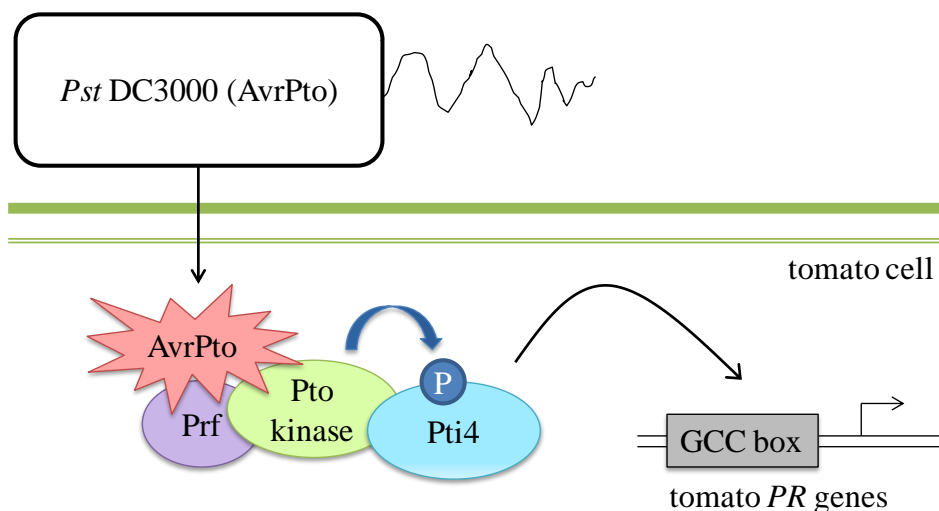 Pst DC3000 (AvrPto)
tomato cell
AvrPto
Prf
Pto
kinase
P
Pti4
GCC box
tomato PR genes